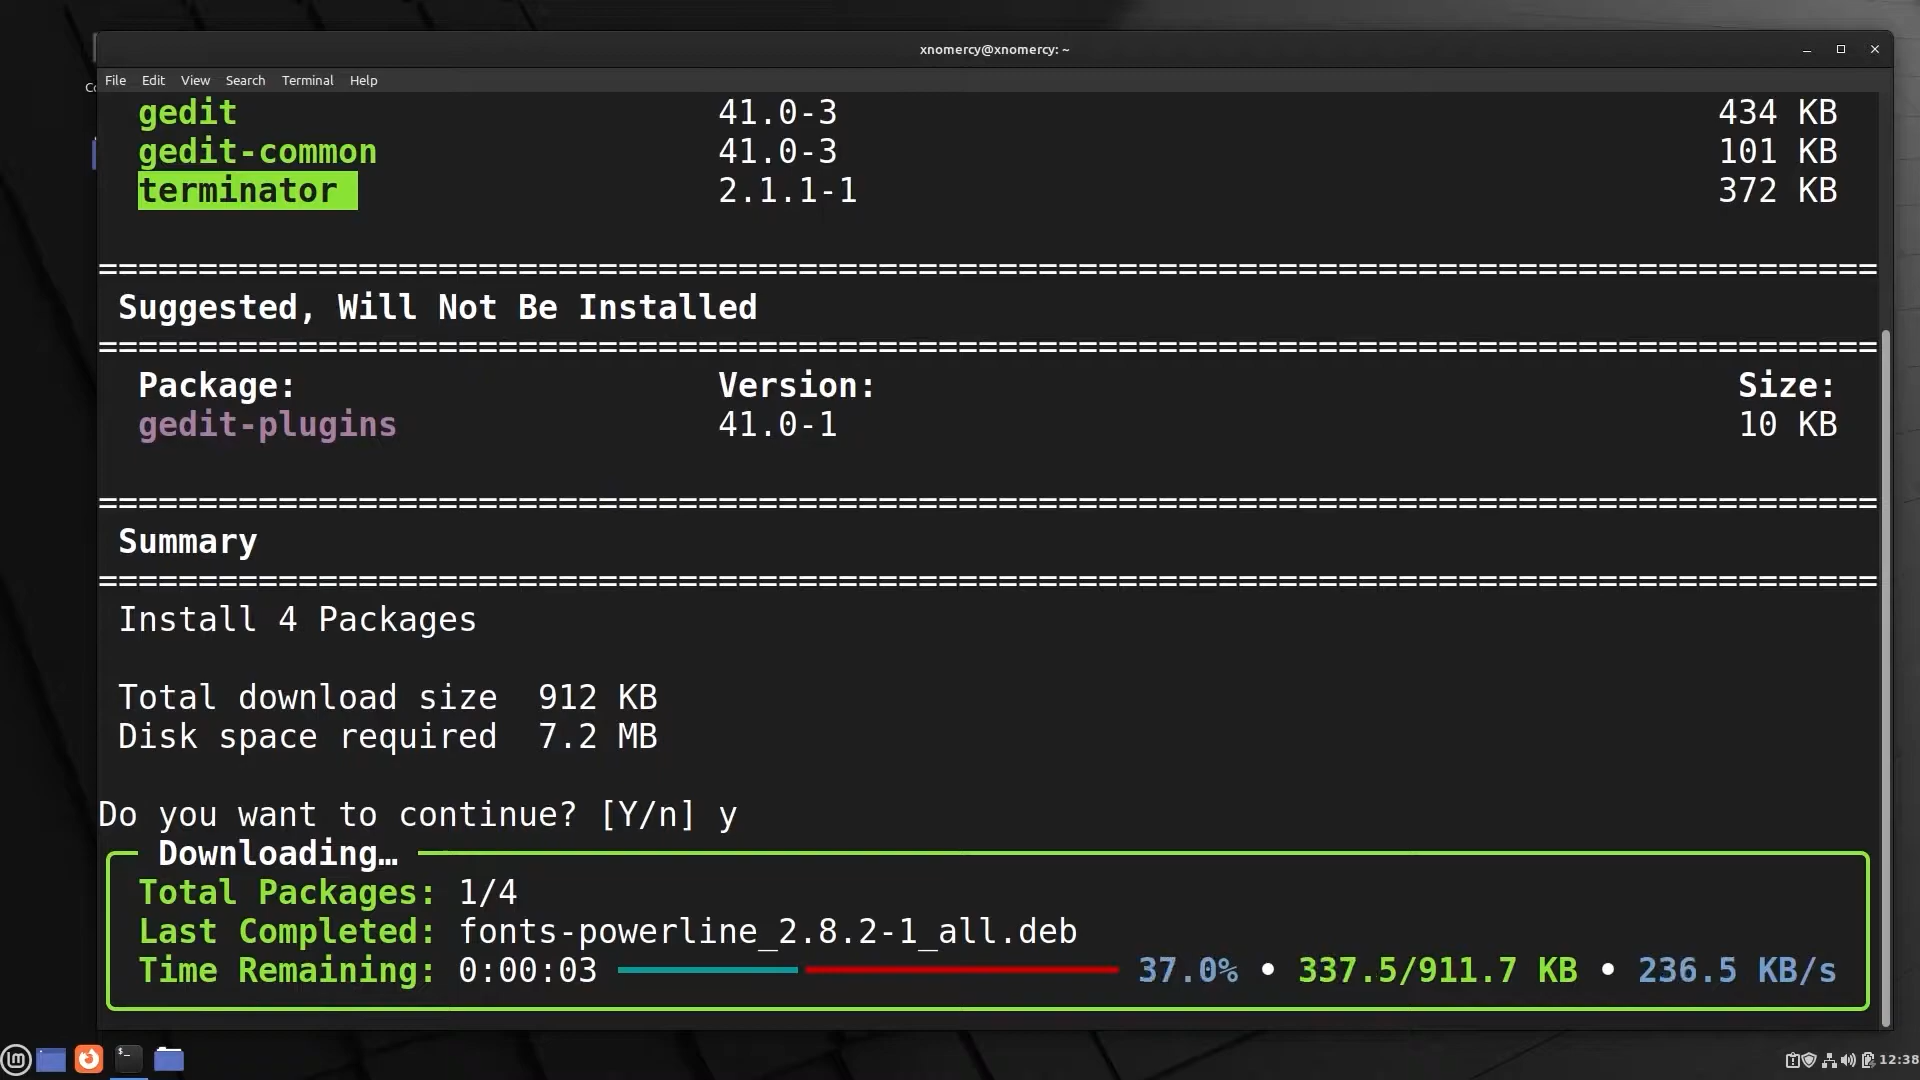 xnomercy@xnomercy: ~
File Edit View Search Terminal Help
gedit 41.0-3 434 KB
gedit-common 41.0-3 101 KB
terminator 2.1.1-1 372 KB
=========================================================================================
Suggested, Will Not Be Installed
=========================================================================================
Package: Version: Size:
gedit-plugins 41.0-1 10 KB
=========================================================================================
Summary
=========================================================================================
Install 4 Packages
Total download size 912 KB
Disk space required 7.2 MB
Do you want to continue? [Y/n] y
Downloading…
Total Packages: 1/4
Last Completed: fonts-powerline_2.8.2-1_all.deb
Time Remaining: 0:00:03 37.0% • 337.5/911.7 KB • 236.5 KB/s
12:38